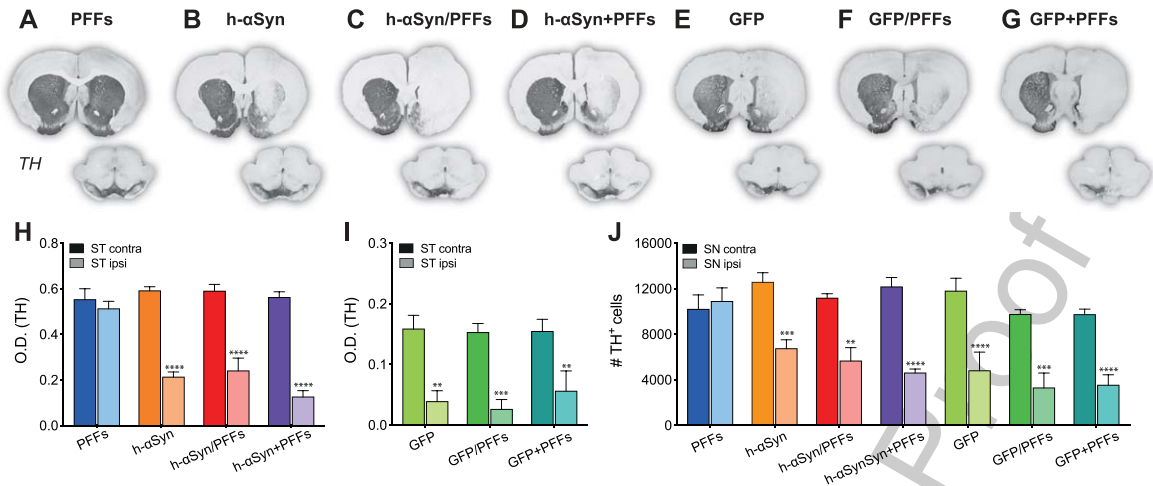 A PFFs B h-αSyn C h-αSyn/PFFs D h-αSyn+PFFs E GFP F GFP/PFFs G GFP+PFFs
TH
H
ST contra
ST ipsi
O.D. (TH)
0.8
0.6
0.4
0.2
0.0
****
****
****
PFFs
h-αSyn
h-αSyn/PFFs
h-αSyn+PFFs
I
ST contra
ST ipsi
O.D. (TH)
0.3
0.2
0.1
0.0
**
***
**
GFP
GFP/PFFs
GFP+PFFs
J
SN contra
SN ipsi
# TH+ cells
16000
12000
8000
4000
0
***
**
****
****
***
****
PFFs
h-αSyn
h-αSyn/PFFs
h-αSynSyn+PFFs
GFP
GFP/PFFs
GFP+PFFs
Proof